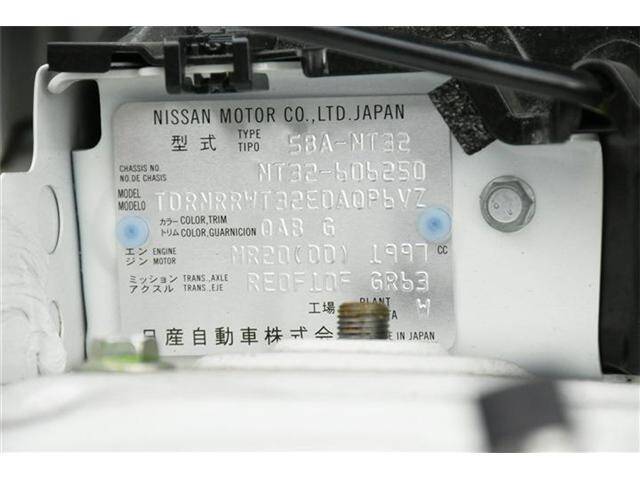 NISSAN MOTOR CO.,LTD.JAPAN
型式 TYPE TIPO 5BA-NT32
CHASSIS NO. NO DE CHASIS NT32-606250
MODEL MODELO TDRNRRWT32EDAQP6VZ
カラー COLOR,TRIM トリム COLOR,GUARNICION QAB G
エンジン ENGINE MOTOR MR20(DD) 1997 CC
ミッション アクスル TRANS.,AXLE TRANS.,EJE RE0F10F GR63
工場 PLANT W
日産自動車株式会 IN JAPAN